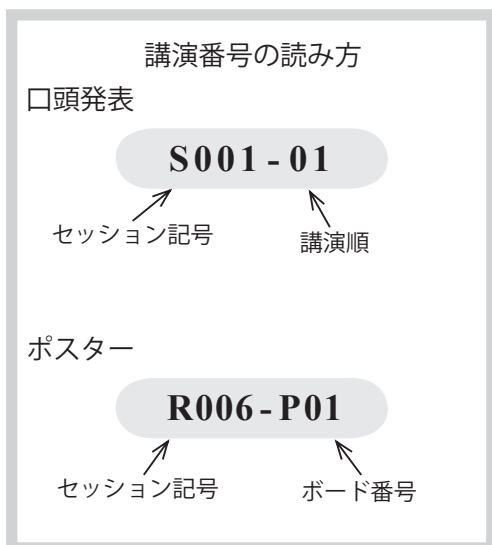 講演番号の読み方
口頭発表
S001-01
セッション記号 講演順
ポスター
R006-P01
セッション記号 ボード番号